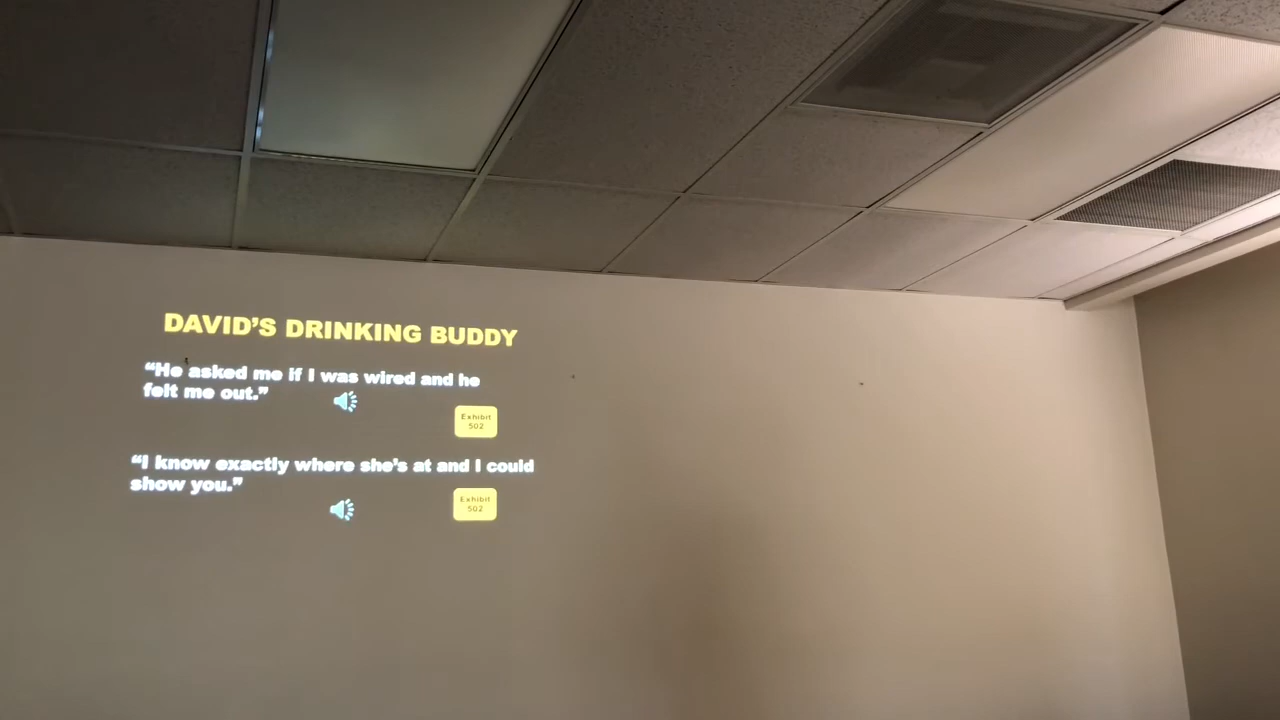 DAVID'S DRINKING BUDDY
“He asked me if I was wired and he
felt me out.”
Exhibit
502
“I know exactly where she's at and I could
show you.”
Exhibit
502